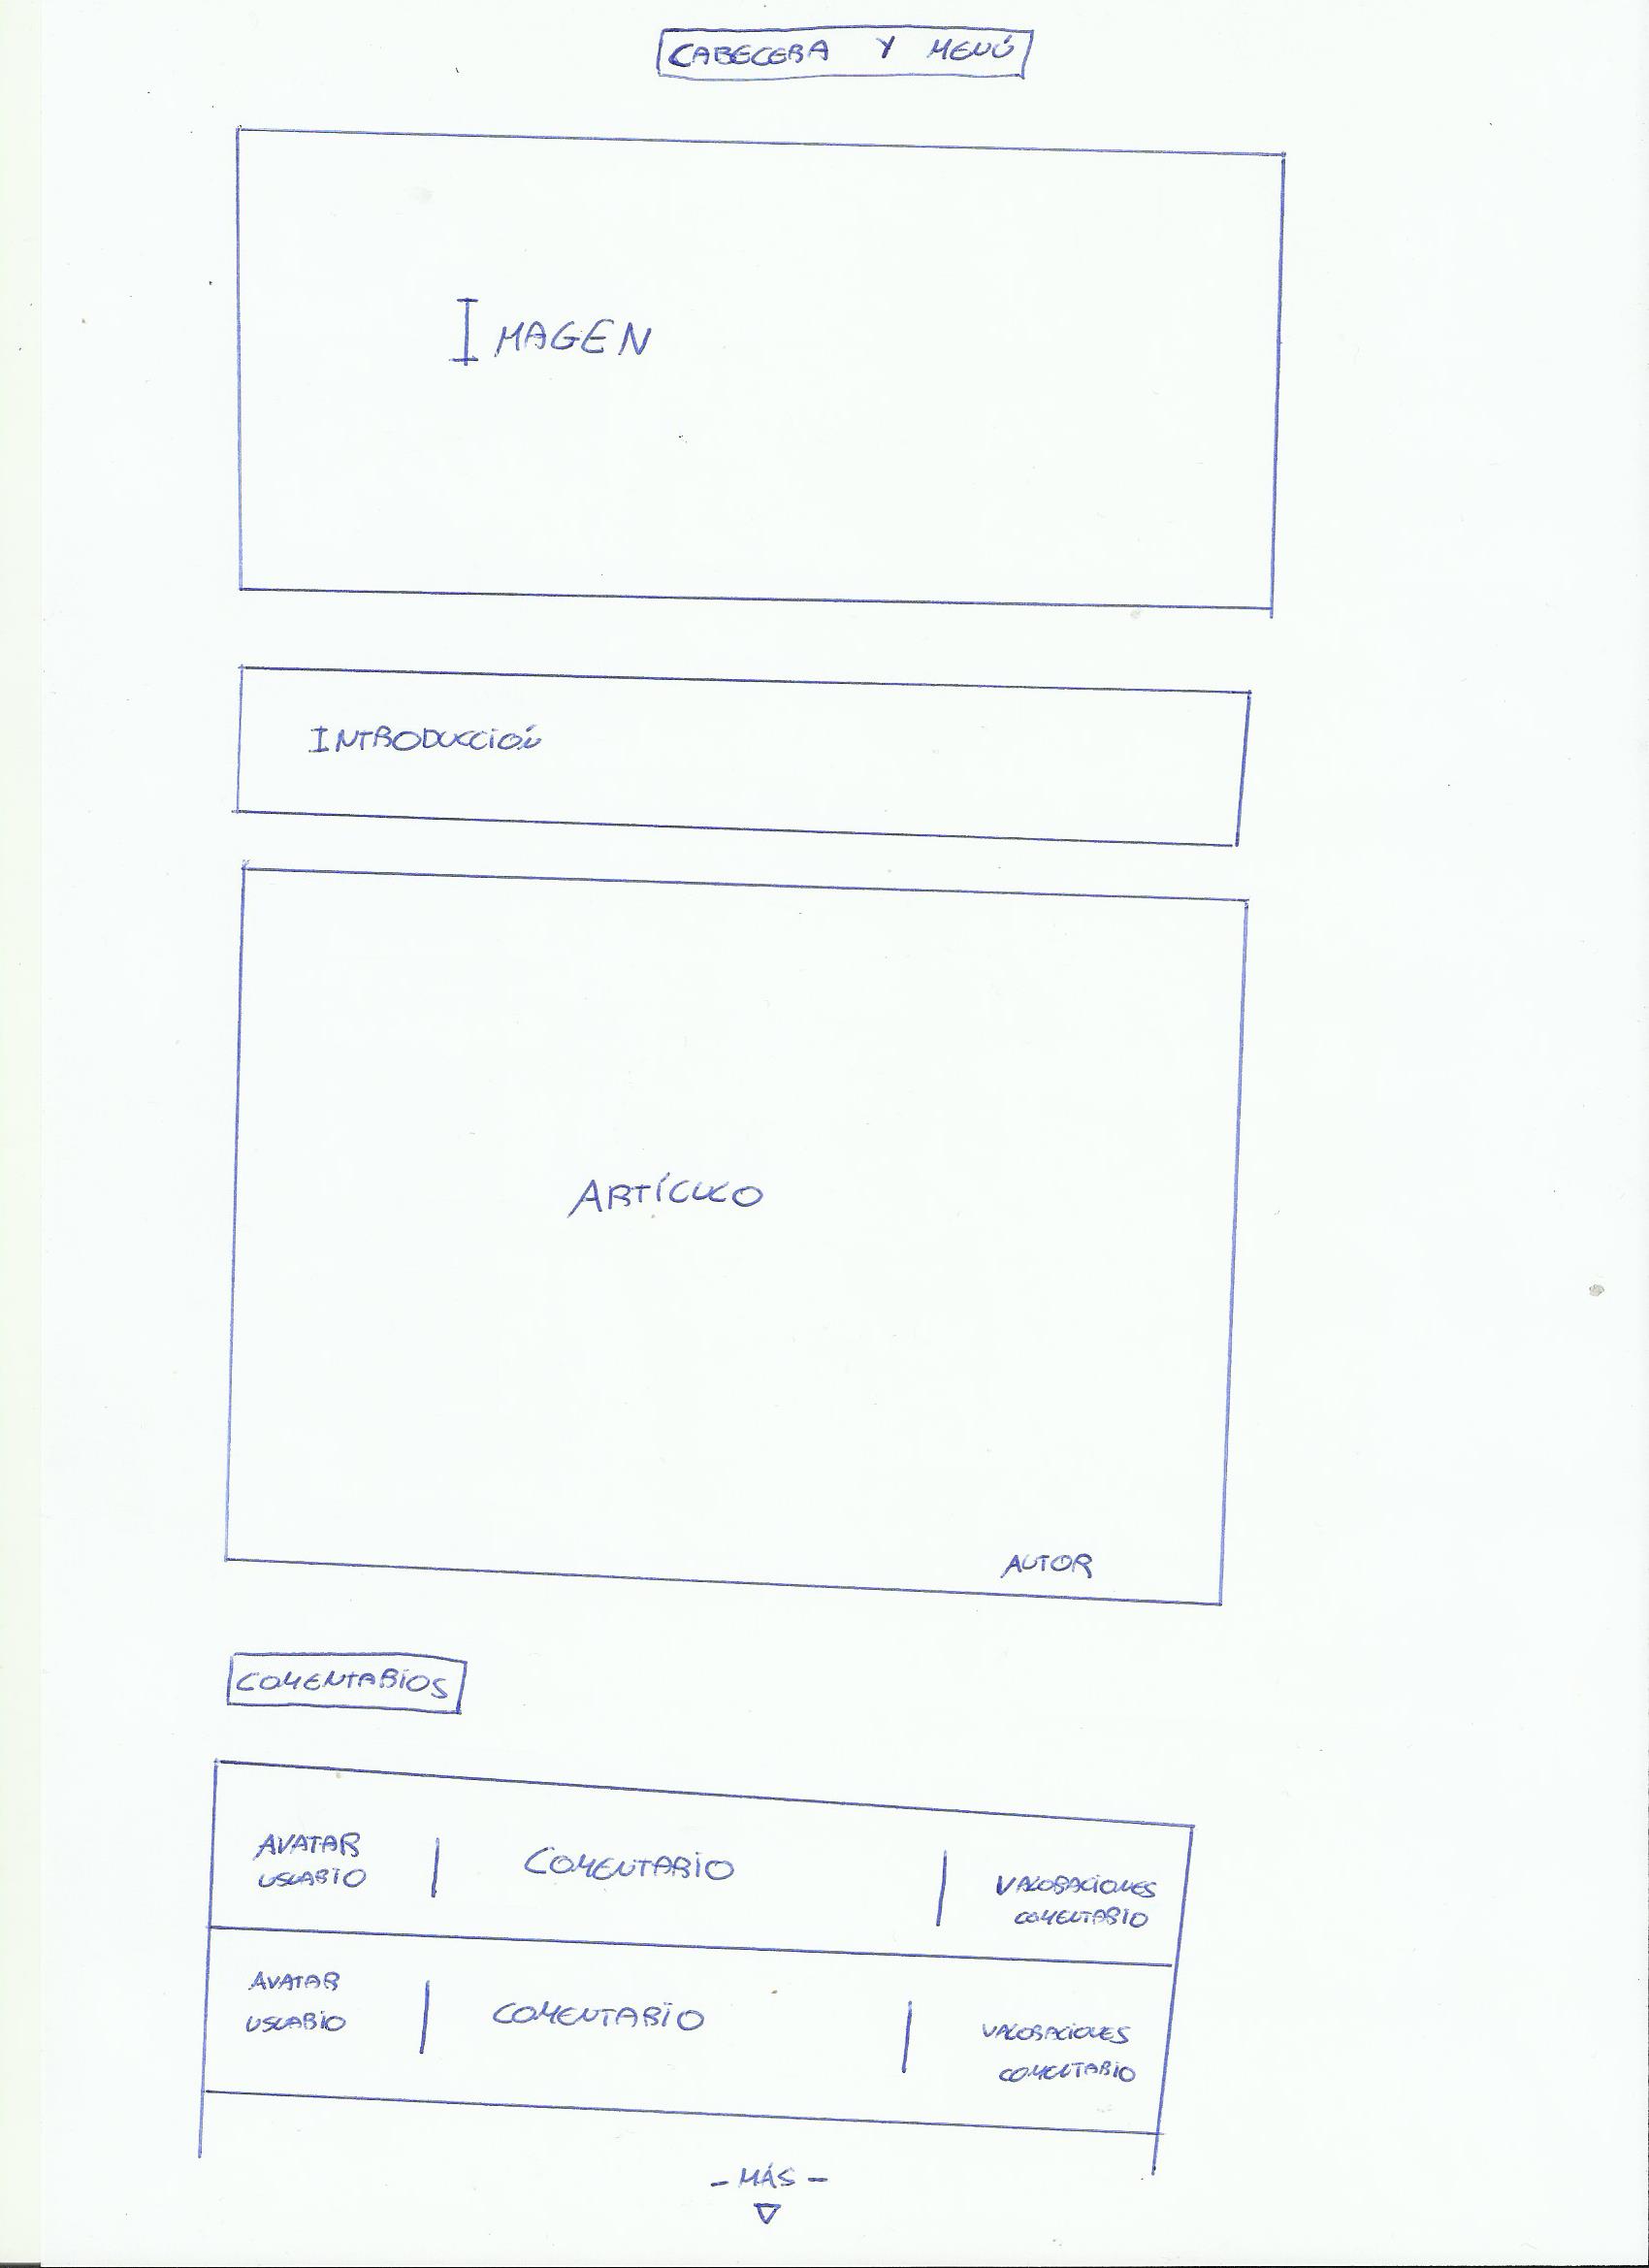 CABECERA Y MENÚ
IMAGEN
INTRODUCCIÓN
ARTÍCULO
AUTOR
COMENTARIOS
AVATAR
USUARIO
COMENTARIO
VALORACIONES
COMENTARIO
AVATAR
USUARIO
COMENTARIO
VALORACIONES
COMENTARIO
- MÁS -